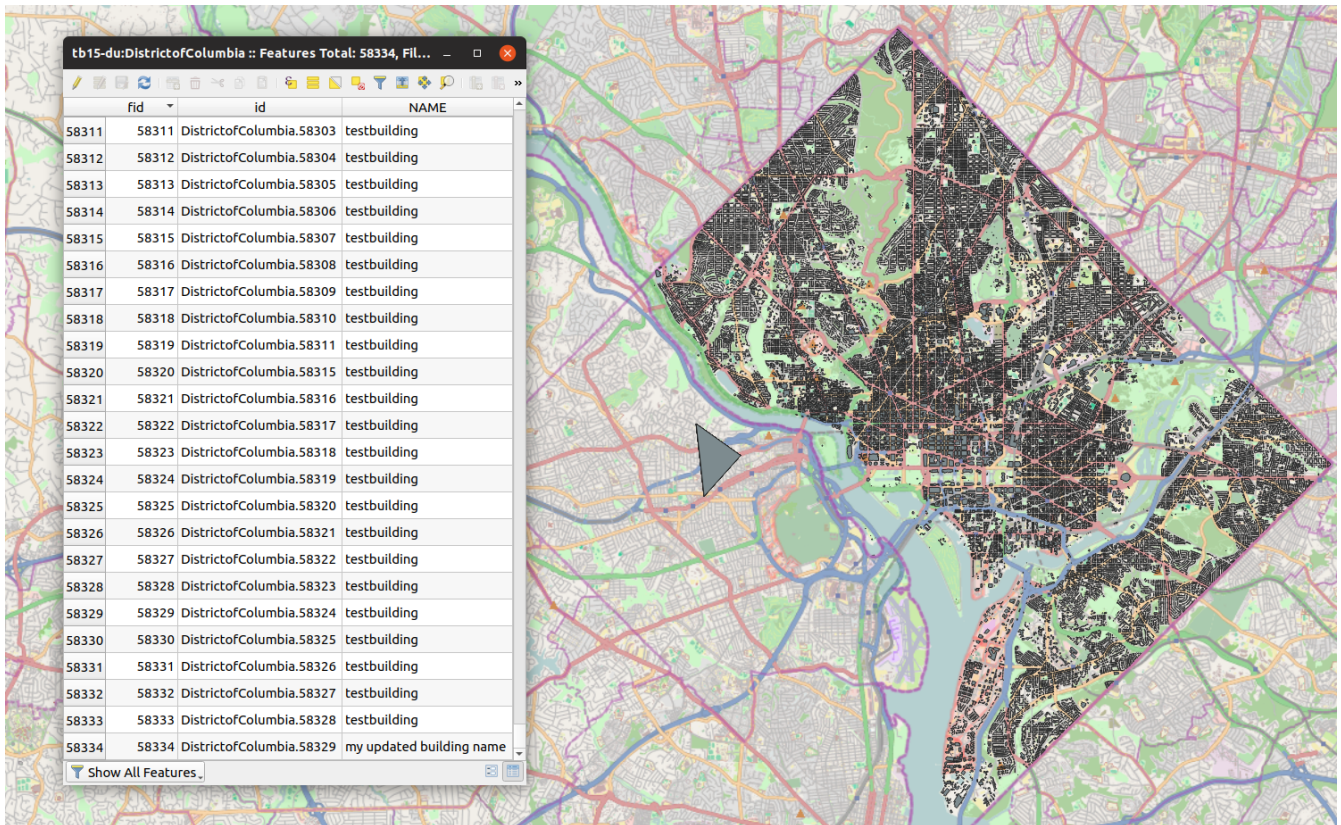 tb15-du:DistrictofColumbia :: Features Total: 58334, Fil...
»
fid id NAME
58311 58311 DistrictofColumbia.58303 testbuilding
58312 58312 DistrictofColumbia.58304 testbuilding
58313 58313 DistrictofColumbia.58305 testbuilding
58314 58314 DistrictofColumbia.58306 testbuilding
58315 58315 DistrictofColumbia.58307 testbuilding
58316 58316 DistrictofColumbia.58308 testbuilding
58317 58317 DistrictofColumbia.58309 testbuilding
58318 58318 DistrictofColumbia.58310 testbuilding
58319 58319 DistrictofColumbia.58311 testbuilding
58320 58320 DistrictofColumbia.58315 testbuilding
58321 58321 DistrictofColumbia.58316 testbuilding
58322 58322 DistrictofColumbia.58317 testbuilding
58323 58323 DistrictofColumbia.58318 testbuilding
58324 58324 DistrictofColumbia.58319 testbuilding
58325 58325 DistrictofColumbia.58320 testbuilding
58326 58326 DistrictofColumbia.58321 testbuilding
58327 58327 DistrictofColumbia.58322 testbuilding
58328 58328 DistrictofColumbia.58323 testbuilding
58329 58329 DistrictofColumbia.58324 testbuilding
58330 58330 DistrictofColumbia.58325 testbuilding
58331 58331 DistrictofColumbia.58326 testbuilding
58332 58332 DistrictofColumbia.58327 testbuilding
58333 58333 DistrictofColumbia.58328 testbuilding
58334 58334 DistrictofColumbia.58329 my updated building name
Show All Features